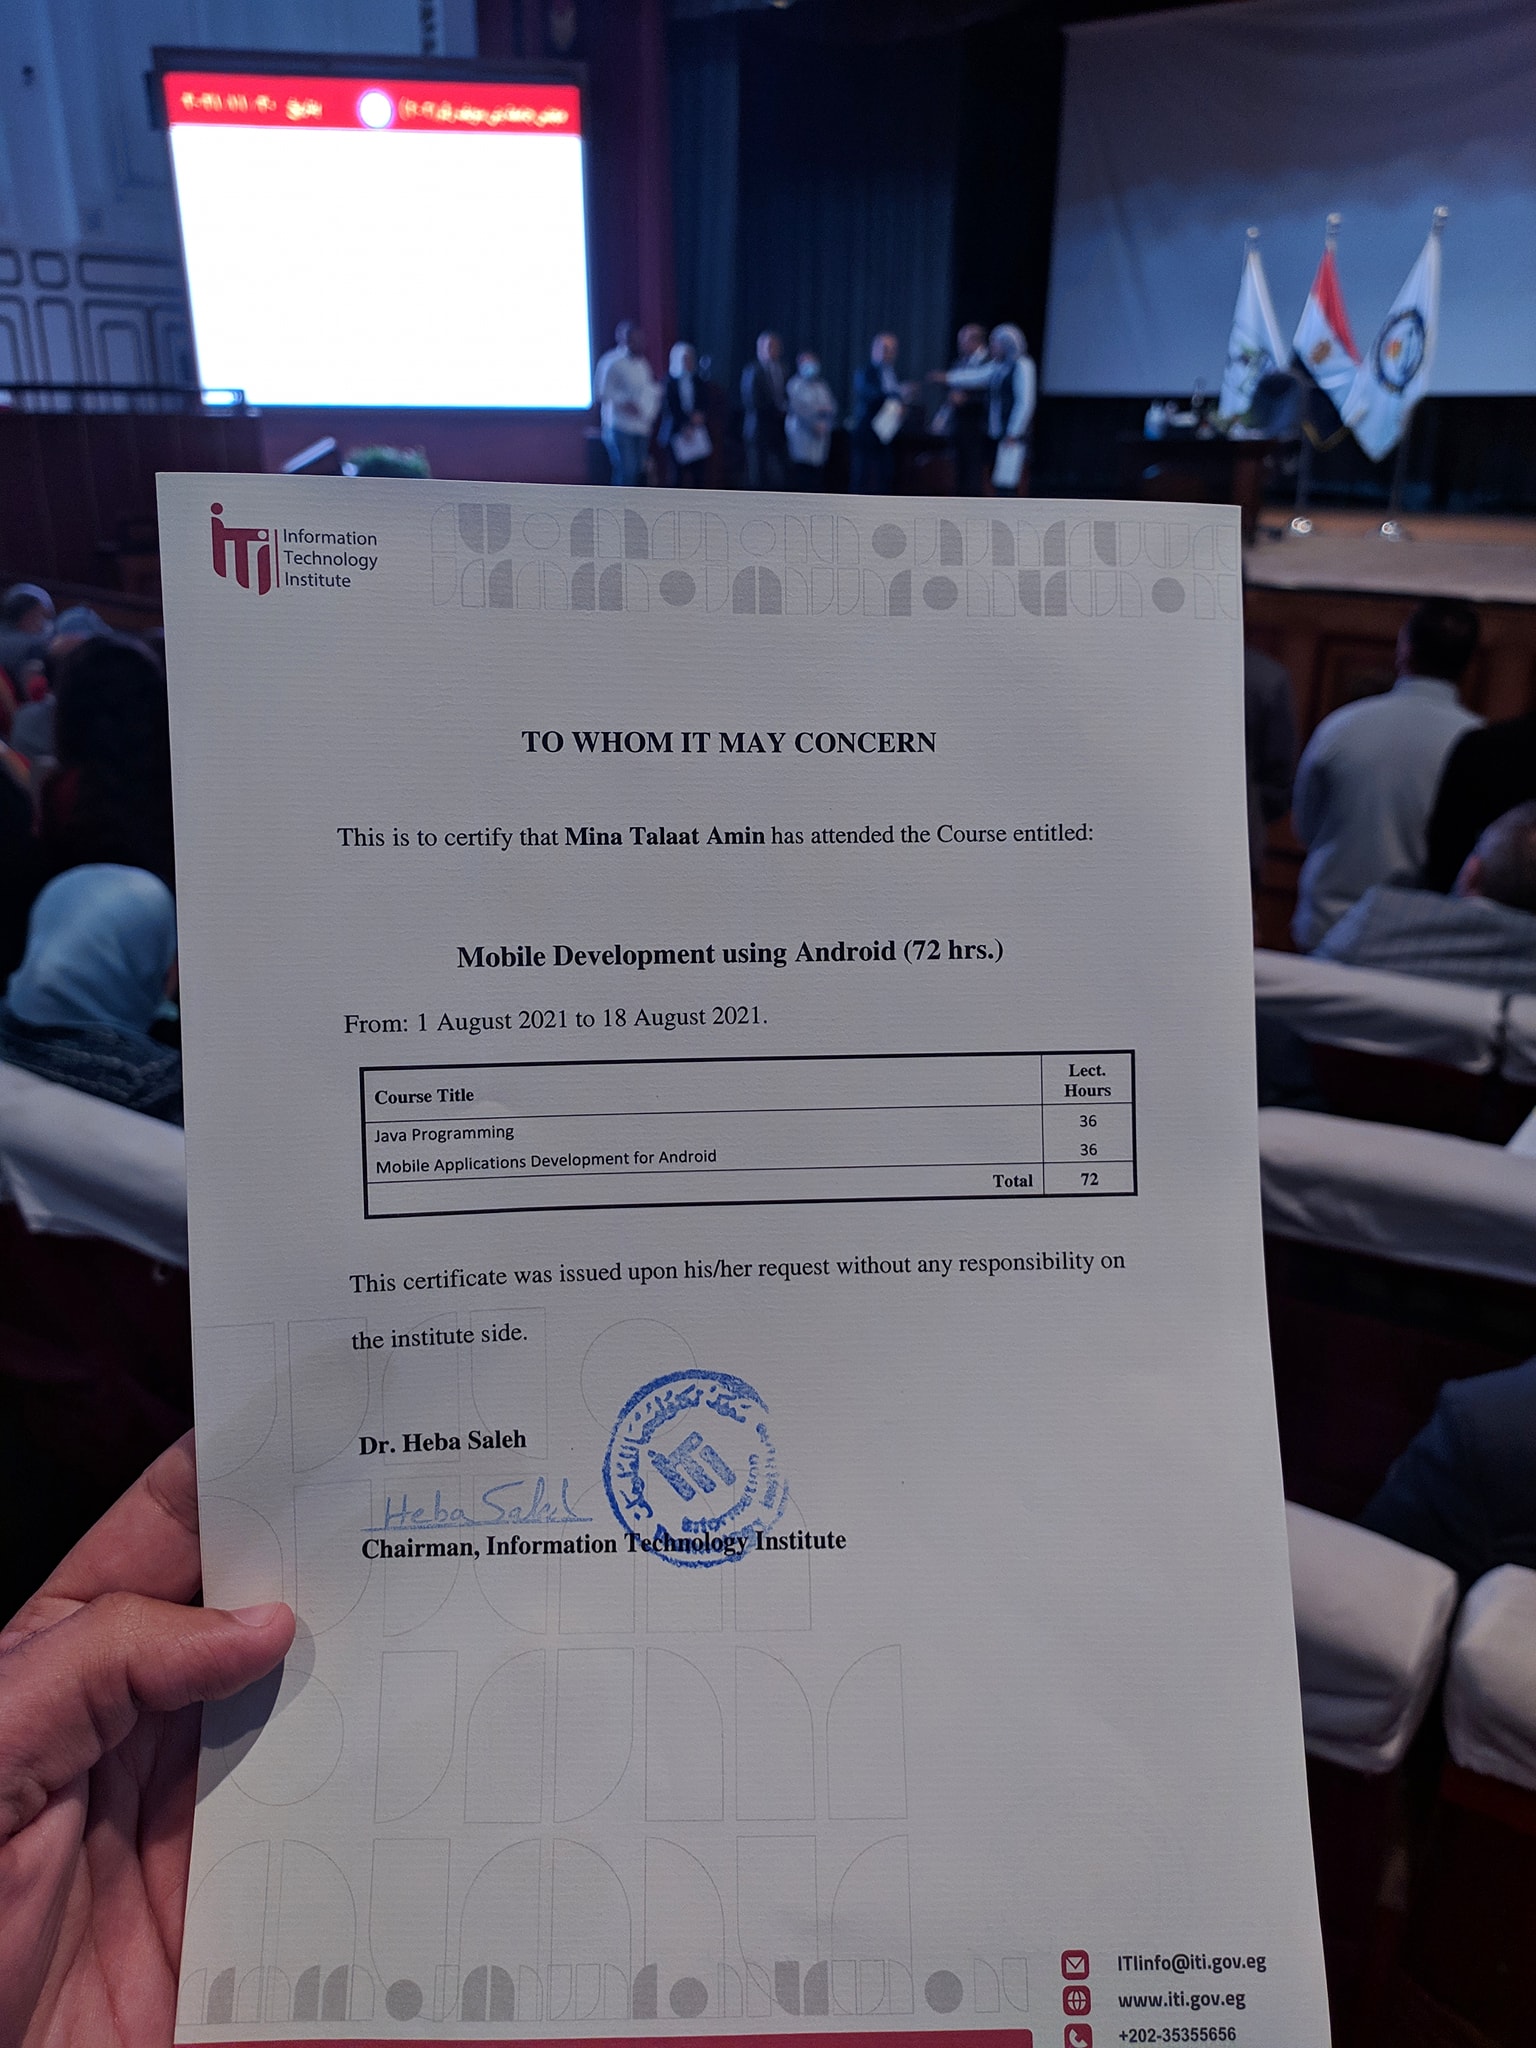 iTi
Information
Technology
Institute
TO WHOM IT MAY CONCERN
This is to certify that Mina Talaat Amin has attended the Course entitled:
Mobile Development using Android (72 hrs.)
From: 1 August 2021 to 18 August 2021.
Course Title
Lect.
Hours
Java Programming 36
Mobile Applications Development for Android 36
Total 72
This certificate was issued upon his/her request without any responsibility on
the institute side.
Dr. Heba Saleh
Heba Saleh
Chairman, Information Technology Institute
iTi
Information
ITIinfo@iti.gov.eg
www.iti.gov.eg
+202-35355656